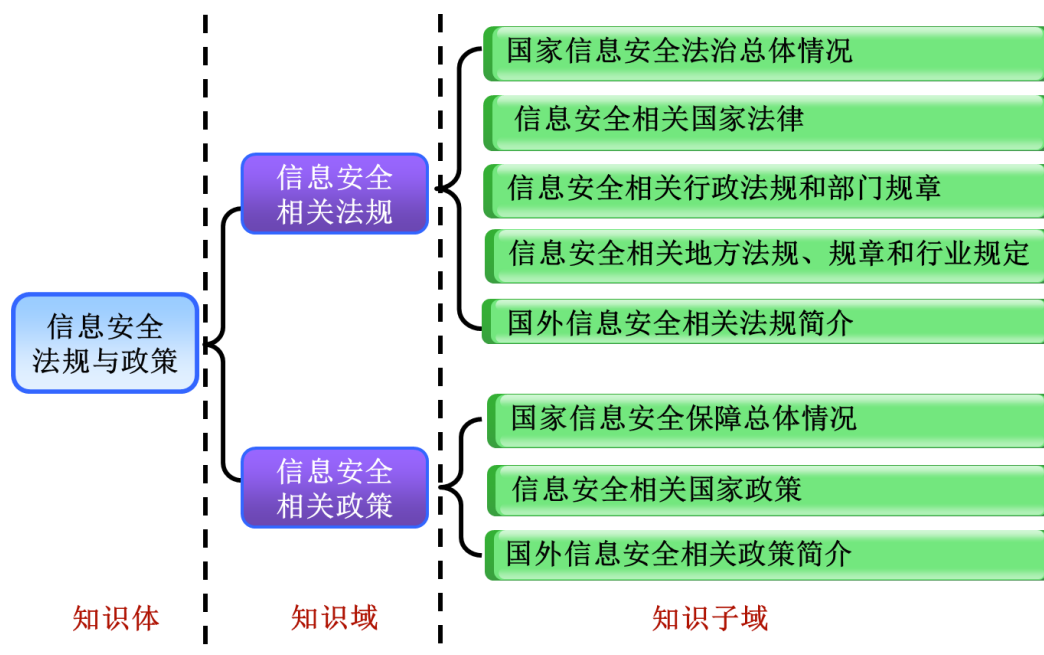 信息安全
法规与政策
信息安全
相关法规
国家信息安全法治总体情况
信息安全相关国家法律
信息安全相关行政法规和部门规章
信息安全相关地方法规、规章和行业规定
国外信息安全相关法规简介
信息安全
相关政策
国家信息安全保障总体情况
信息安全相关国家政策
国外信息安全相关政策简介
知识体
知识域
知识子域